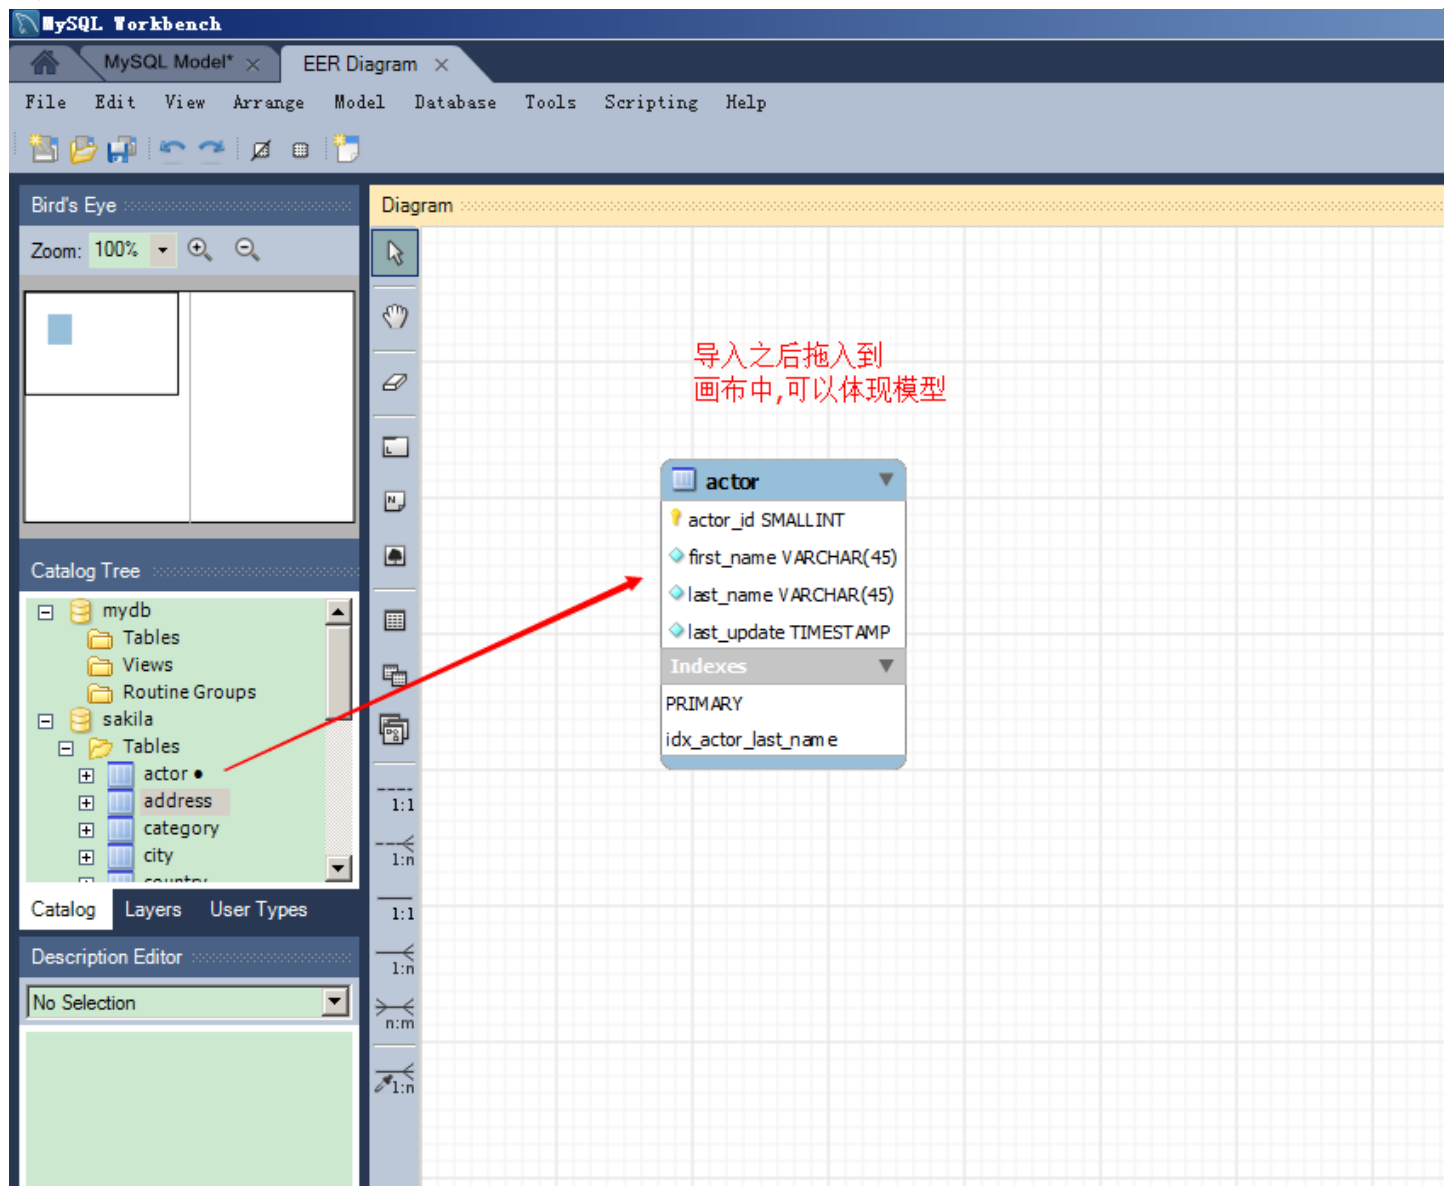 MySQL Workbench
MySQL Model* ×
EER Diagram ×
File Edit View Arrange Model Database Tools Scripting Help
Bird's Eye
Zoom: 100%
Diagram
导入之后拖入到
画布中,可以体现模型
actor
actor_id SMALLINT
first_name VARCHAR(45)
last_name VARCHAR(45)
last_update TIMESTAMP
Indexes
PRIMARY
idx_actor_last_name
Catalog Tree
mydb
Tables
Views
Routine Groups
sakila
Tables
actor ●
address
category
city
country
Catalog Layers User Types
Description Editor
No Selection
1:1
1:n
1:1
1:n
n:m
1:n